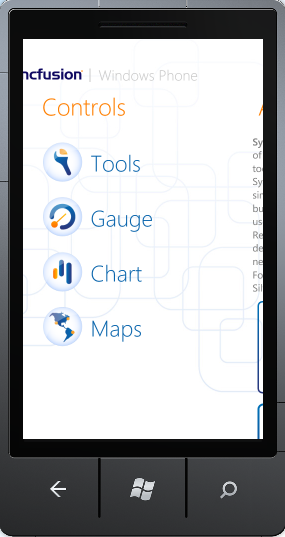 ncfusion | Windows Phone
Controls
Tools
Gauge
Chart
Maps
Sy
of
too
Sy
sin
bu
us
Re
de
ne
Fo
Sil